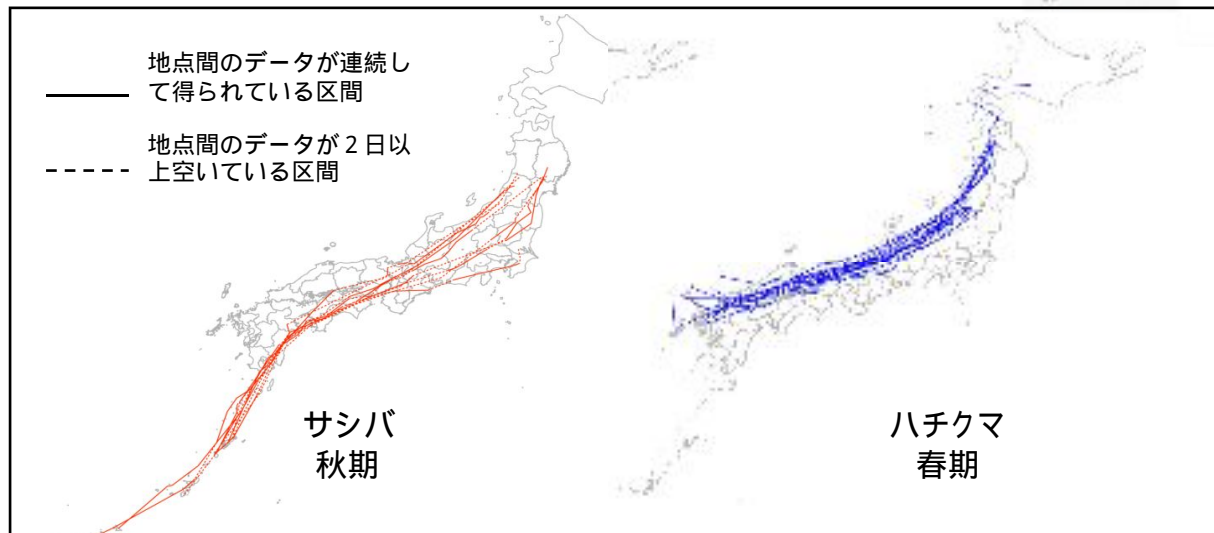 地点間のデータが連続し
て得られている区間
地点間のデータが２日以
上空いている区間
サシバ
秋期
ハチクマ
春期